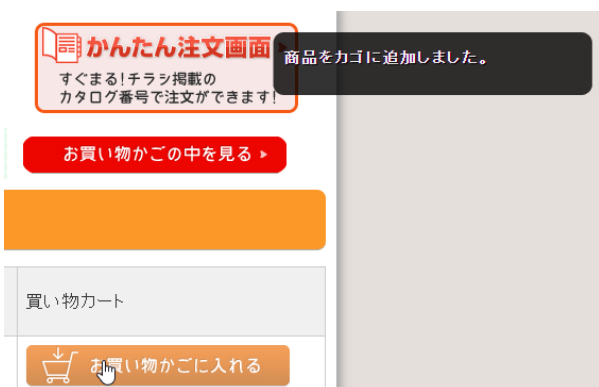 かんたん注文画面
商品をカゴに追加しました。
すぐまる!チラシ掲載の
カタログ番号で注文ができます!
お買い物かごの中を見る
買い物カート
お買い物かごに入れる